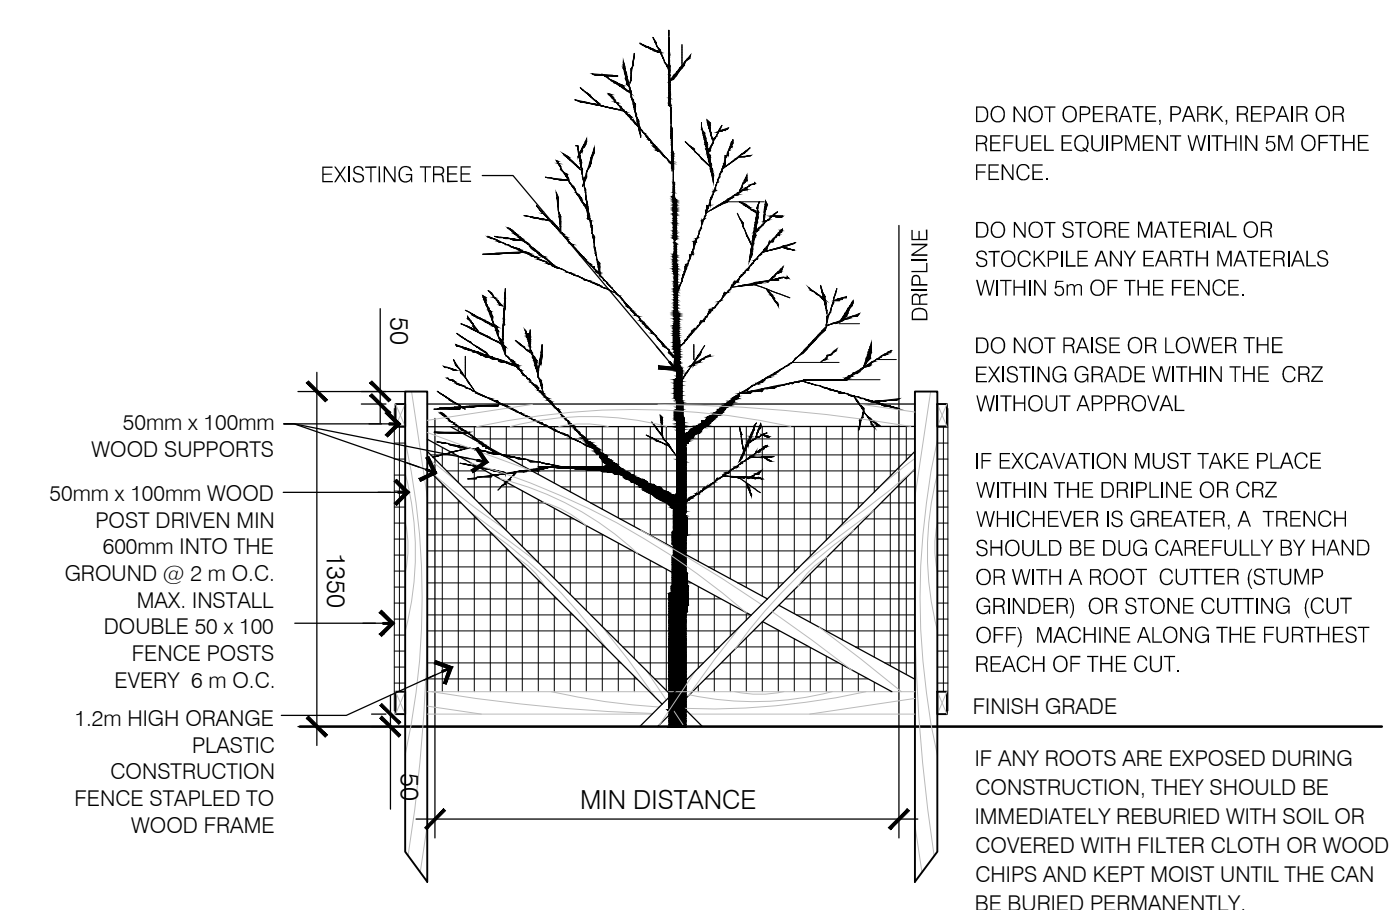 EXISTING TREE
DRIPLINE
50
50mm x 100mm
WOOD SUPPORTS
50mm x 100mm WOOD
POST DRIVEN MIN
600mm INTO THE
GROUND @ 2 m O.C.
MAX. INSTALL
DOUBLE 50 x 100
FENCE POSTS
EVERY 6 m O.C.
1350
1.2m HIGH ORANGE
PLASTIC
CONSTRUCTION
FENCE STAPLED TO
WOOD FRAME
50
MIN DISTANCE
DO NOT OPERATE, PARK, REPAIR OR
REFUEL EQUIPMENT WITHIN 5M OFTHE
FENCE.
DO NOT STORE MATERIAL OR
STOCKPILE ANY EARTH MATERIALS
WITHIN 5m OF THE FENCE.
DO NOT RAISE OR LOWER THE
EXISTING GRADE WITHIN THE CRZ
WITHOUT APPROVAL
IF EXCAVATION MUST TAKE PLACE
WITHIN THE DRIPLINE OR CRZ
WHICHEVER IS GREATER, A TRENCH
SHOULD BE DUG CAREFULLY BY HAND
OR WITH A ROOT CUTTER (STUMP
GRINDER) OR STONE CUTTING (CUT
OFF) MACHINE ALONG THE FURTHEST
REACH OF THE CUT.
FINISH GRADE
IF ANY ROOTS ARE EXPOSED DURING
CONSTRUCTION, THEY SHOULD BE
IMMEDIATELY REBURIED WITH SOIL OR
COVERED WITH FILTER CLOTH OR WOOD
CHIPS AND KEPT MOIST UNTIL THE CAN
BE BURIED PERMANENTLY.